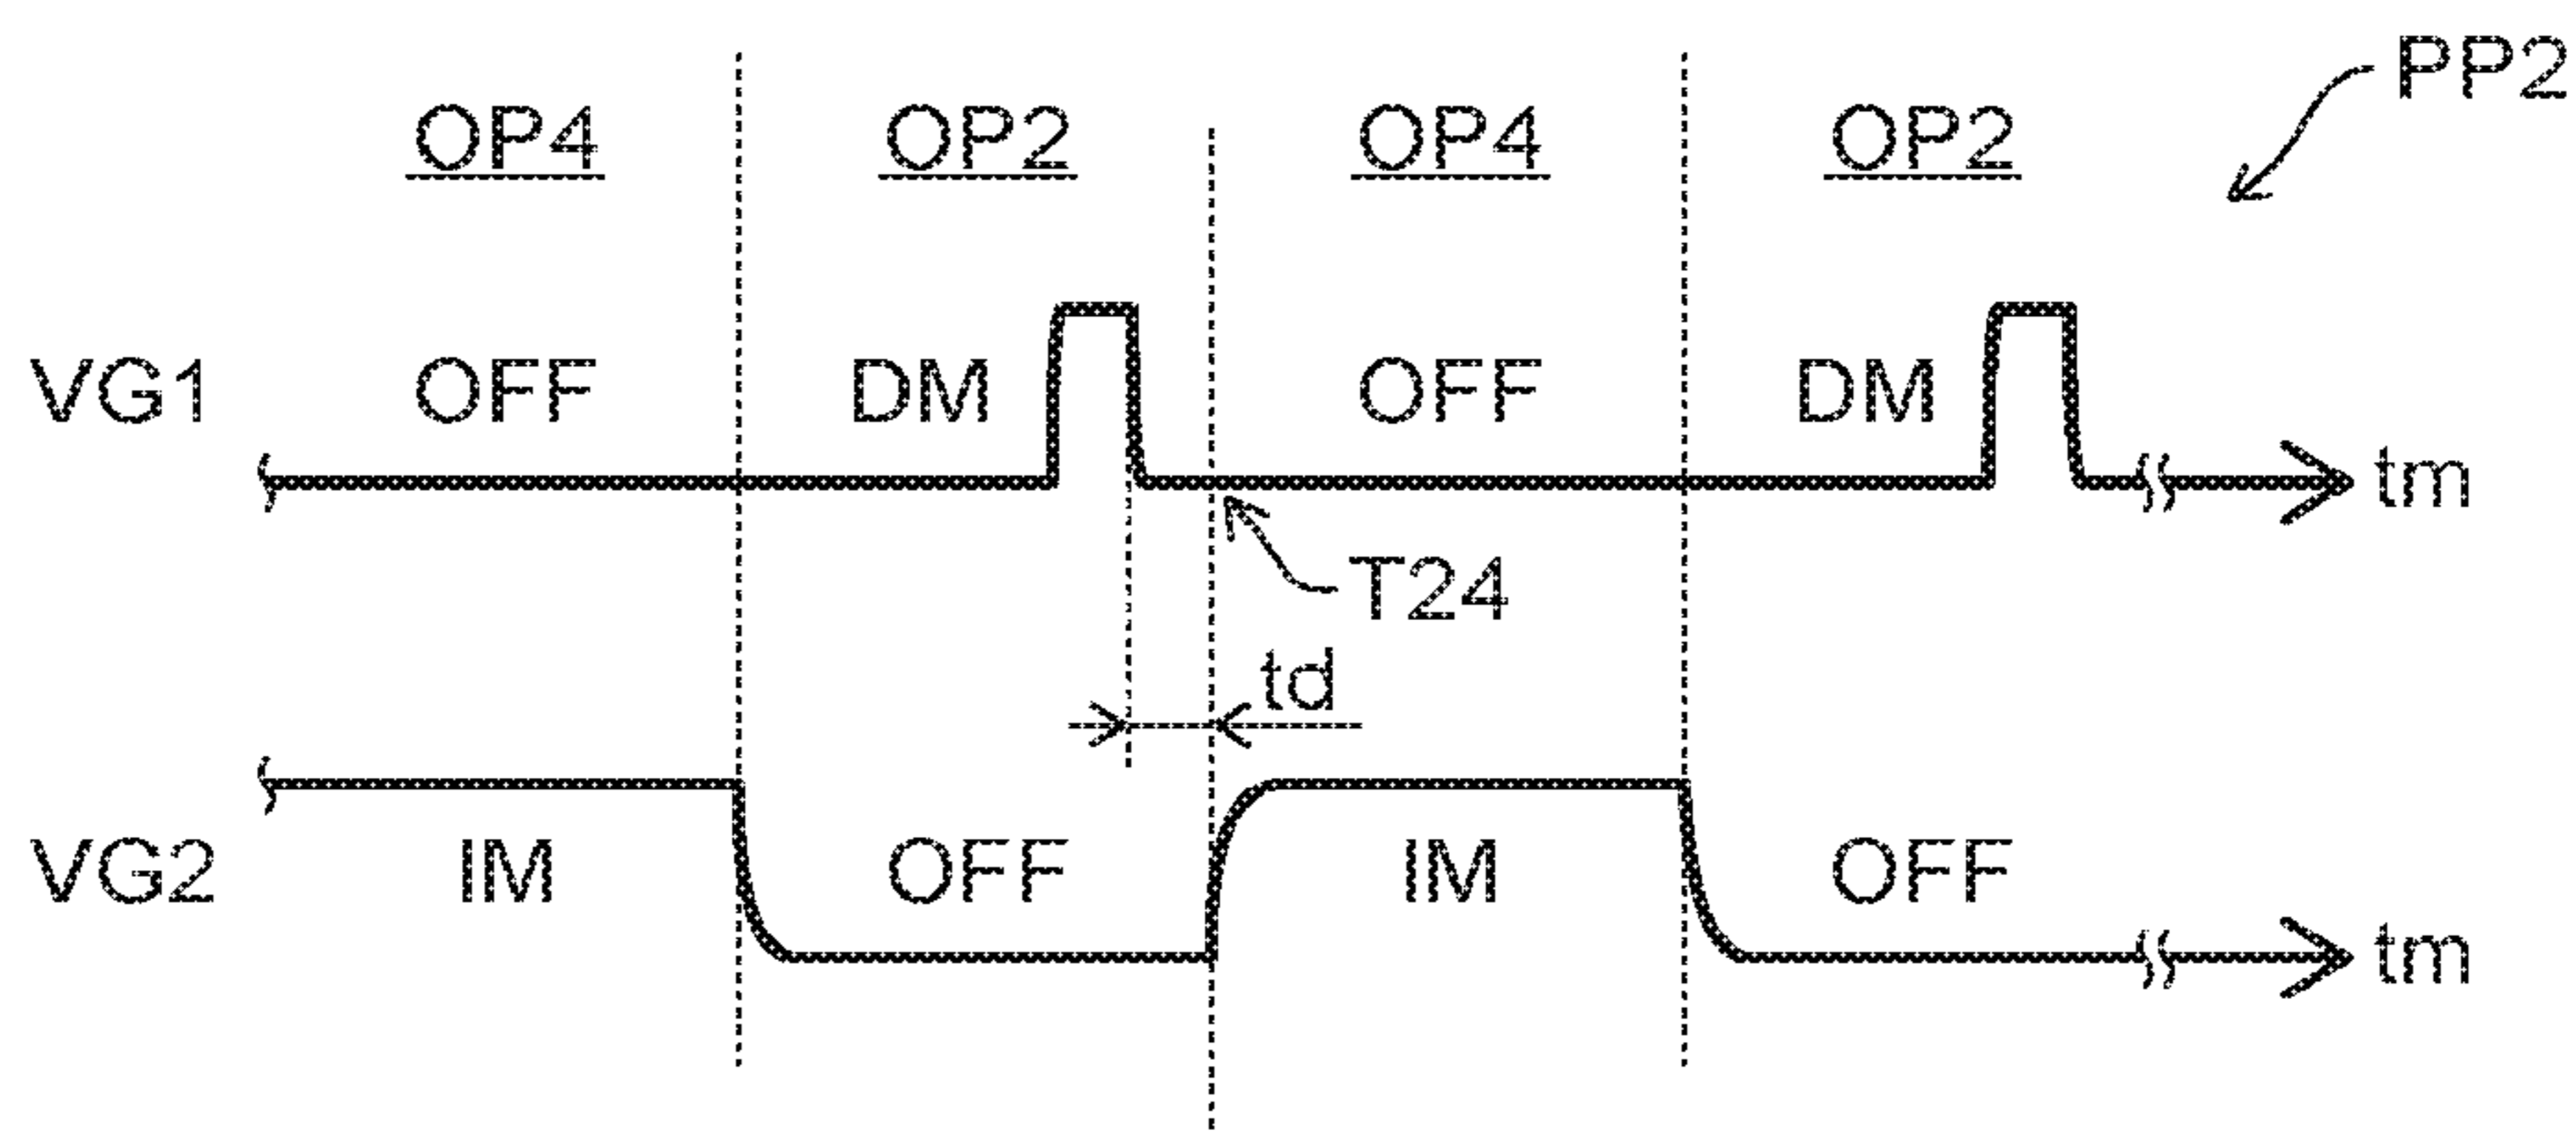 PP2
OP4 OP2 OP4 OP2
VG1 OFF DM OFF DM
tm
T24
td
VG2 IM OFF IM OFF
tm